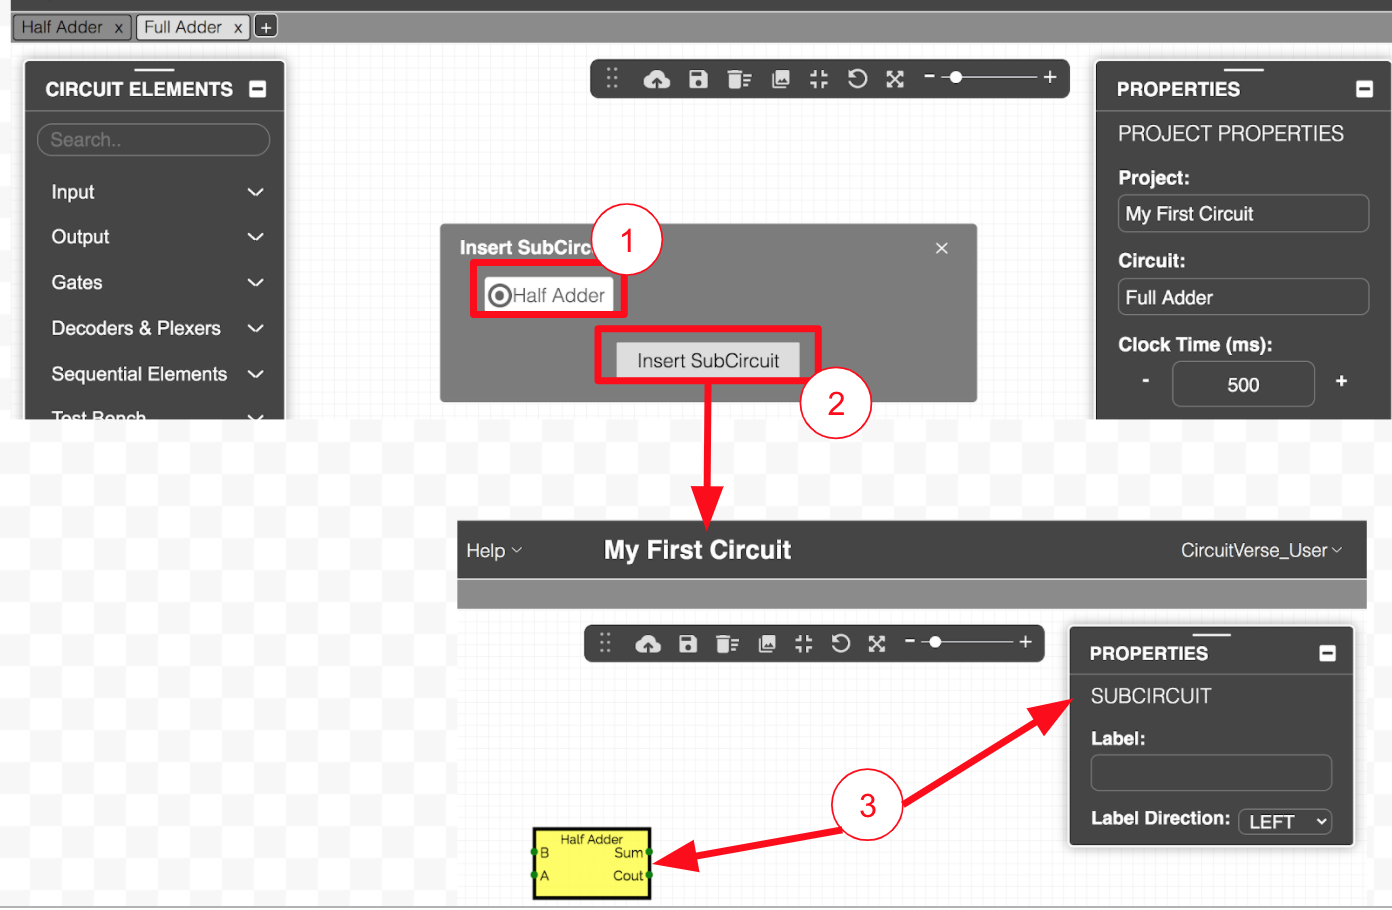 Half Adder x
Full Adder x
+
CIRCUIT ELEMENTS
Search..
Input
Output
Gates
Decoders & Plexers
Sequential Elements
Test Bench
- +
PROPERTIES
PROJECT PROPERTIES
Project:
My First Circuit
Circuit:
Full Adder
Clock Time (ms):
- 500 +
Insert SubCirc
1
Half Adder
Insert SubCircuit
2
Help
My First Circuit
CircuitVerse_User
- +
PROPERTIES
SUBCIRCUIT
Label:
Label Direction: LEFT
3
Half Adder
B Sum
A Cout